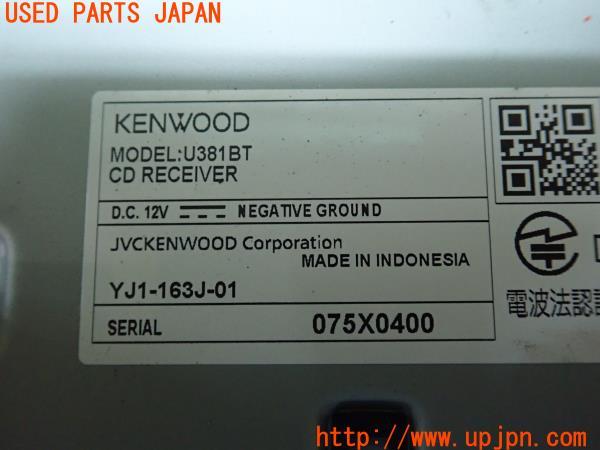 USED PARTS JAPAN
KENWOOD
MODEL:U381BT
CD RECEIVER
D.C. 12V NEGATIVE GROUND
JVCKENWOOD Corporation
MADE IN INDONESIA
YJ1-163J-01
電波法認証
SERIAL 075X0400
http://www.upjpn.com